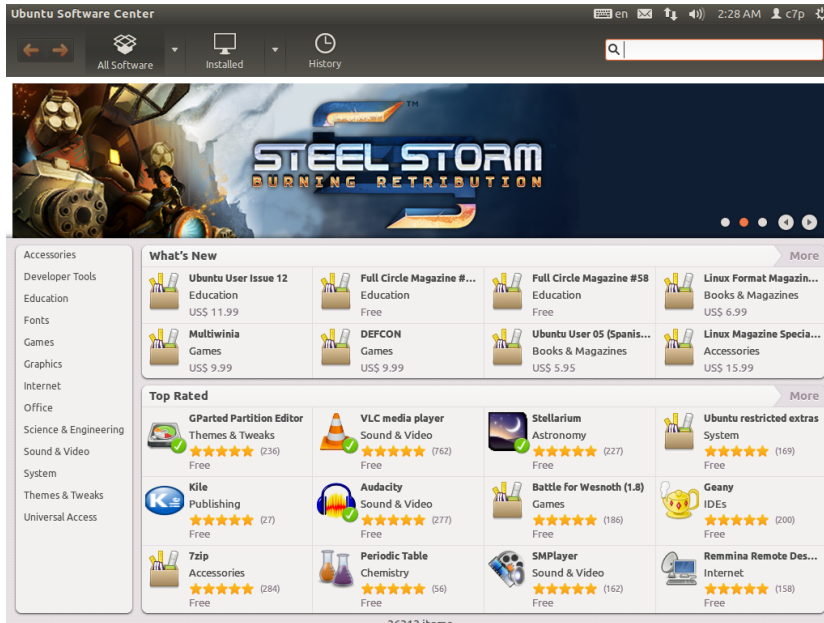 Ubuntu Software Center
en 2:28 AM c7p
All Software
Installed
History
TM
STEEL STORM
BURNING RETRIBUTION
Accessories
Developer Tools
Education
Fonts
Games
Graphics
Internet
Office
Science & Engineering
Sound & Video
System
Themes & Tweaks
Universal Access
What's New More
Ubuntu User Issue 12
Education
US$ 11.99
Full Circle Magazine #...
Education
Free
Full Circle Magazine #58
Education
Free
Linux Format Magazin...
Books & Magazines
US$ 6.99
Multiwinia
Games
US$ 9.99
DEFCON
Games
US$ 9.99
Ubuntu User 05 (Spanis...
Books & Magazines
US$ 5.95
Linux Magazine Specia...
Accessories
US$ 15.99
Top Rated More
GParted Partition Editor
Themes & Tweaks
(236)
Free
VLC media player
Sound & Video
(762)
Free
Stellarium
Astronomy
(227)
Free
Ubuntu restricted extras
System
(169)
Free
Kile
Publishing
(27)
Free
Audacity
Sound & Video
(277)
Free
Battle for Wesnoth (1.8)
Games
(186)
Free
Geany
IDEs
(200)
Free
7zip
Accessories
(284)
Free
Periodic Table
Chemistry
(56)
Free
SMPlayer
Sound & Video
(162)
Free
Remmina Remote Des...
Internet
(158)
Free